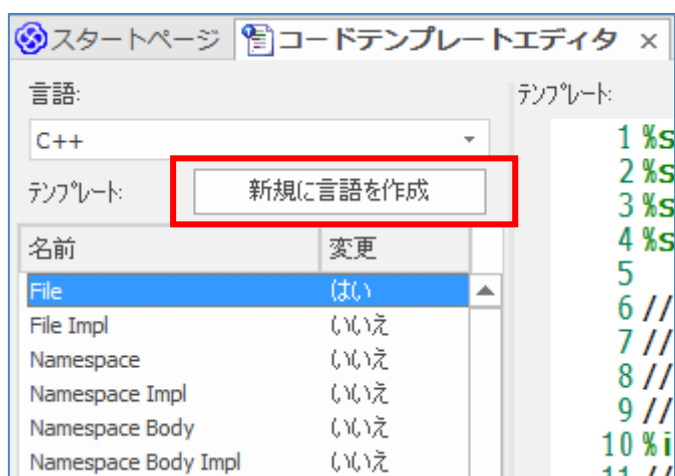 スタートページ コードテンプレートエディタ ×
言語:
C++
テンプレート: 新規に言語を作成
名前 変更
File はい
File Impl いいえ
Namespace いいえ
Namespace Impl いいえ
Namespace Body いいえ
Namespace Body Impl いいえ
テンプレート:
1 %s
2 %s
3 %s
4 %s
5
6 //
7 //
8 //
9 //
10 %i
11 //